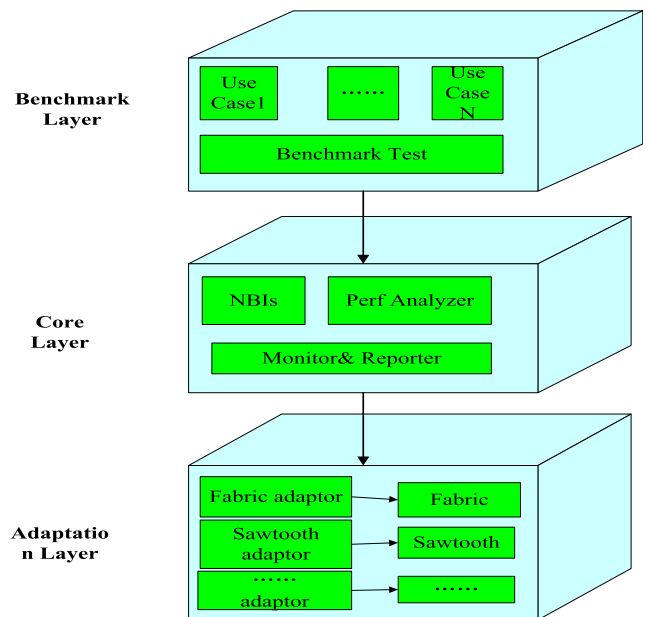 Benchmark
Layer
Use
Case1
……
Use
Case
N
Benchmark Test
Core
Layer
NBIs
Perf Analyzer
Monitor& Reporter
Adaptatio
n Layer
Fabric adaptor
Fabric
Sawtooth
adaptor
Sawtooth
……
adaptor
……